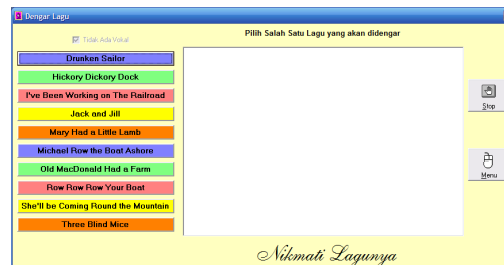 Dengar Lagu
Tidak Ada Vokal
Pilih Salah Satu Lagu yang akan didengar
Drunken Sailor
Hickory Dickory Dock
I've Been Working on The Railroad
Jack and Jill
Mary Had a Little Lamb
Michael Row the Boat Ashore
Old MacDonald Had a Farm
Row Row Row Your Boat
She'll be Coming Round the Mountain
Three Blind Mice
Stop
Menu
Nikmati Lagunya